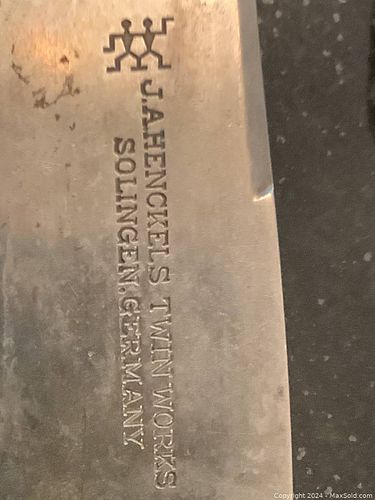 J.A.HENCKELS TWIN WORKS
SOLINGEN,GERMANY
Copyright © 2024 - MaxSold.com